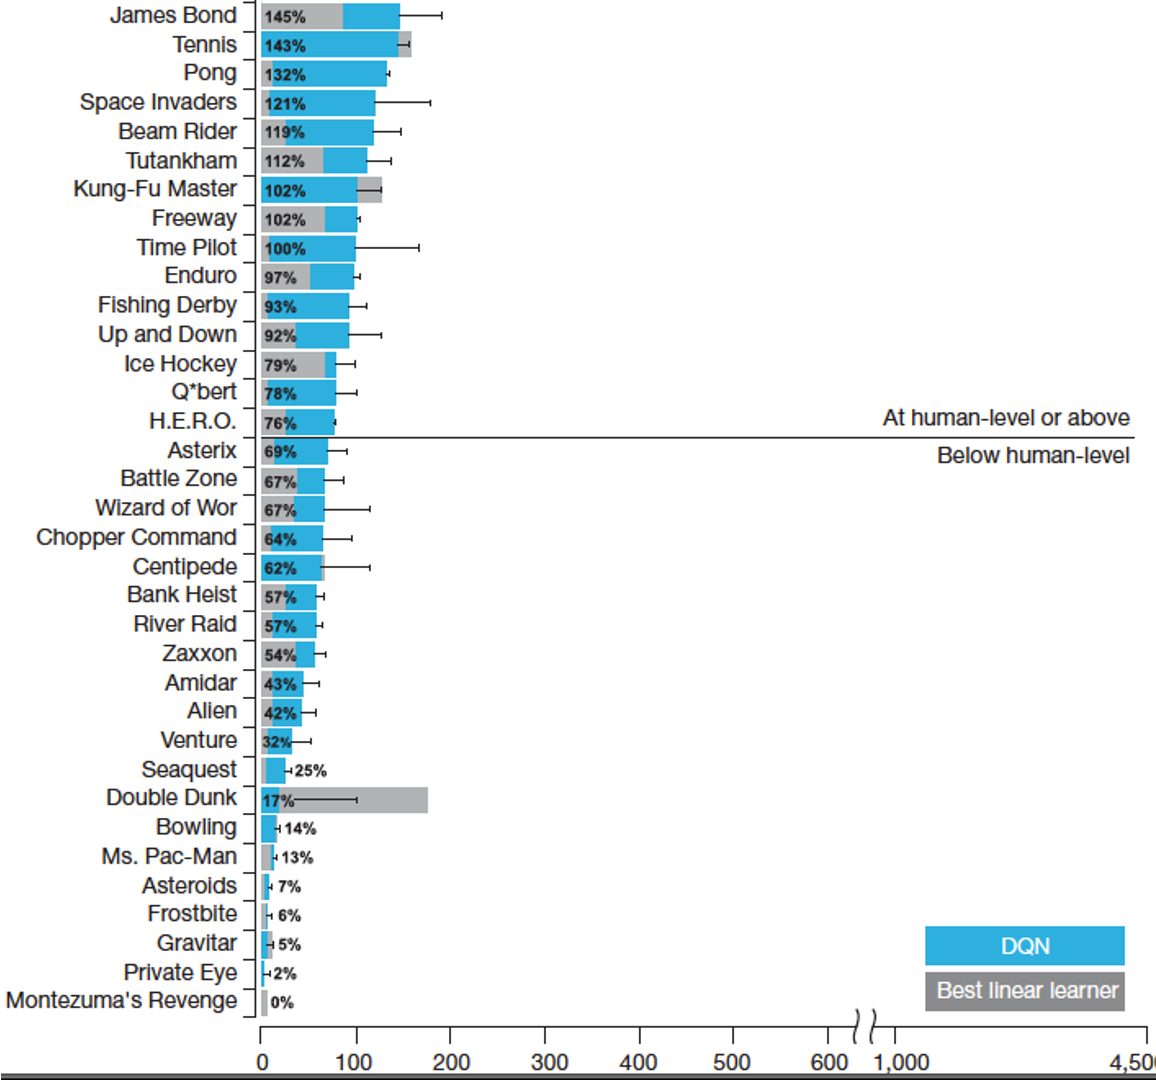 James Bond 145%
Tennis 143%
Pong 132%
Space Invaders 121%
Beam Rider 119%
Tutankham 112%
Kung-Fu Master 102%
Freeway 102%
Time Pilot 100%
Enduro 97%
Fishing Derby 93%
Up and Down 92%
Ice Hockey 79%
Q*bert 78%
H.E.R.O. 76%
At human-level or above
Asterix 69%
Below human-level
Battle Zone 67%
Wizard of Wor 67%
Chopper Command 64%
Centipede 62%
Bank Heist 57%
River Raid 57%
Zaxxon 54%
Amidar 43%
Alien 42%
Venture 32%
Seaquest 25%
Double Dunk 17%
Bowling 14%
Ms. Pac-Man 13%
Asteroids 7%
Frostbite 6%
Gravitar 5%
DQN
Private Eye 2%
Best linear learner
Montezuma's Revenge 0%
0 100 200 300 400 500 600 1,000 4,50